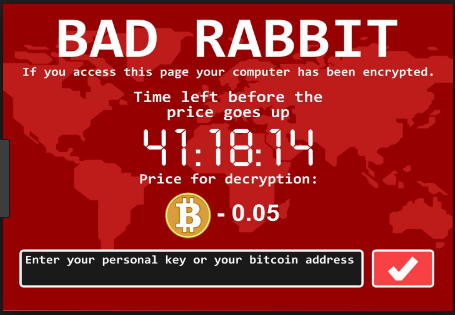 BAD RABBIT
If you access this page your computer has been encrypted.
Time left before the
price goes up
41:18:14
Price for decryption:
- 0.05
Enter your personal key or your bitcoin address